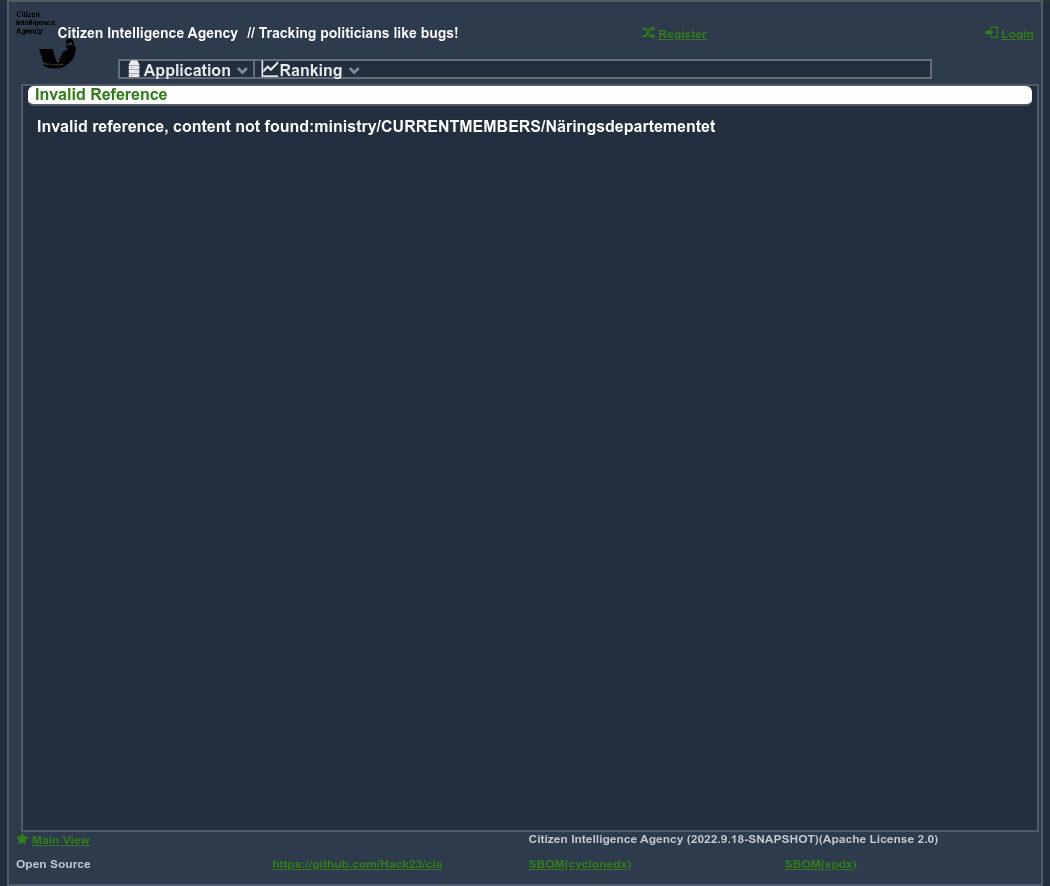 Citizen
Intelligence
Agency
Citizen Intelligence Agency // Tracking politicians like bugs!
Register
Login
Application
Ranking
Invalid Reference
Invalid reference, content not found:ministry/CURRENTMEMBERS/Näringsdepartementet
Main View
Citizen Intelligence Agency (2022.9.18-SNAPSHOT)(Apache License 2.0)
Open Source
https://github.com/Hack23/cia
SBOM(cyclonedx)
SBOM(spdx)